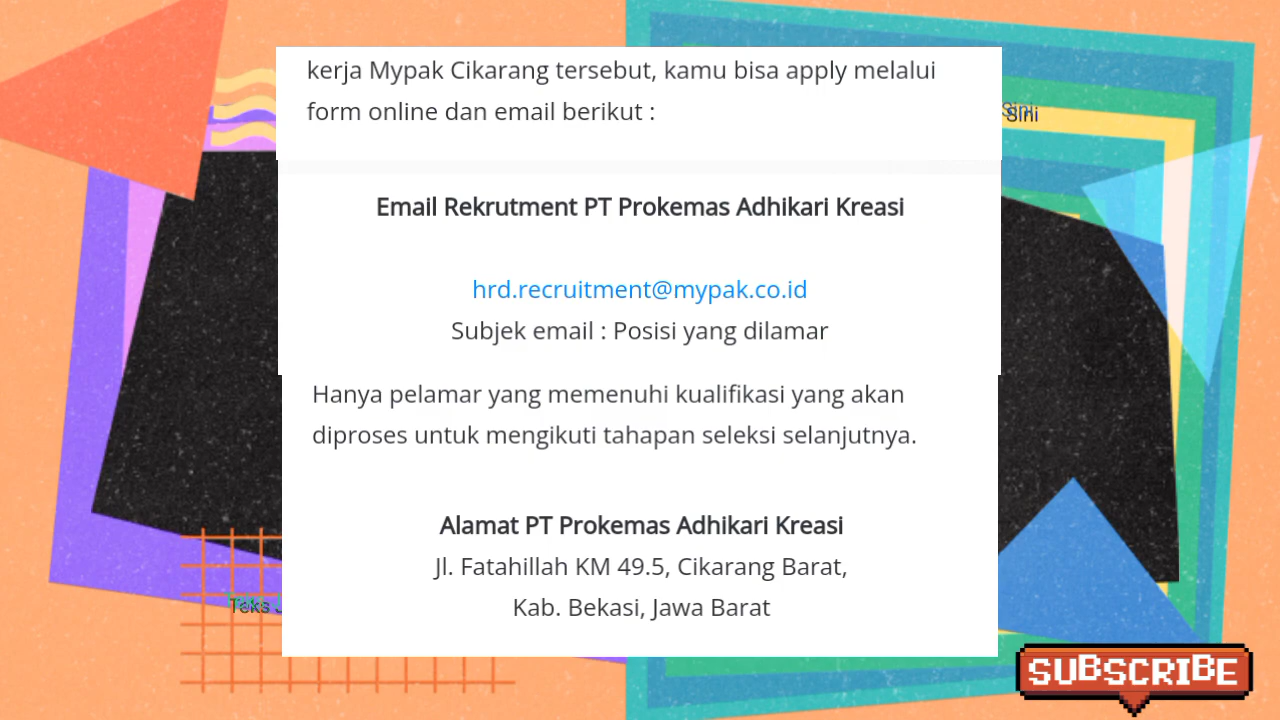 kerja Mypak Cikarang tersebut, kamu bisa apply melalui
form online dan email berikut :
Sini
Email Rekrutment PT Prokemas Adhikari Kreasi
hrd.recruitment@mypak.co.id
Subjek email : Posisi yang dilamar
Hanya pelamar yang memenuhi kualifikasi yang akan
diproses untuk mengikuti tahapan seleksi selanjutnya.
Alamat PT Prokemas Adhikari Kreasi
Jl. Fatahillah KM 49.5, Cikarang Barat,
Kab. Bekasi, Jawa Barat
Teks
SUBSCRIBE